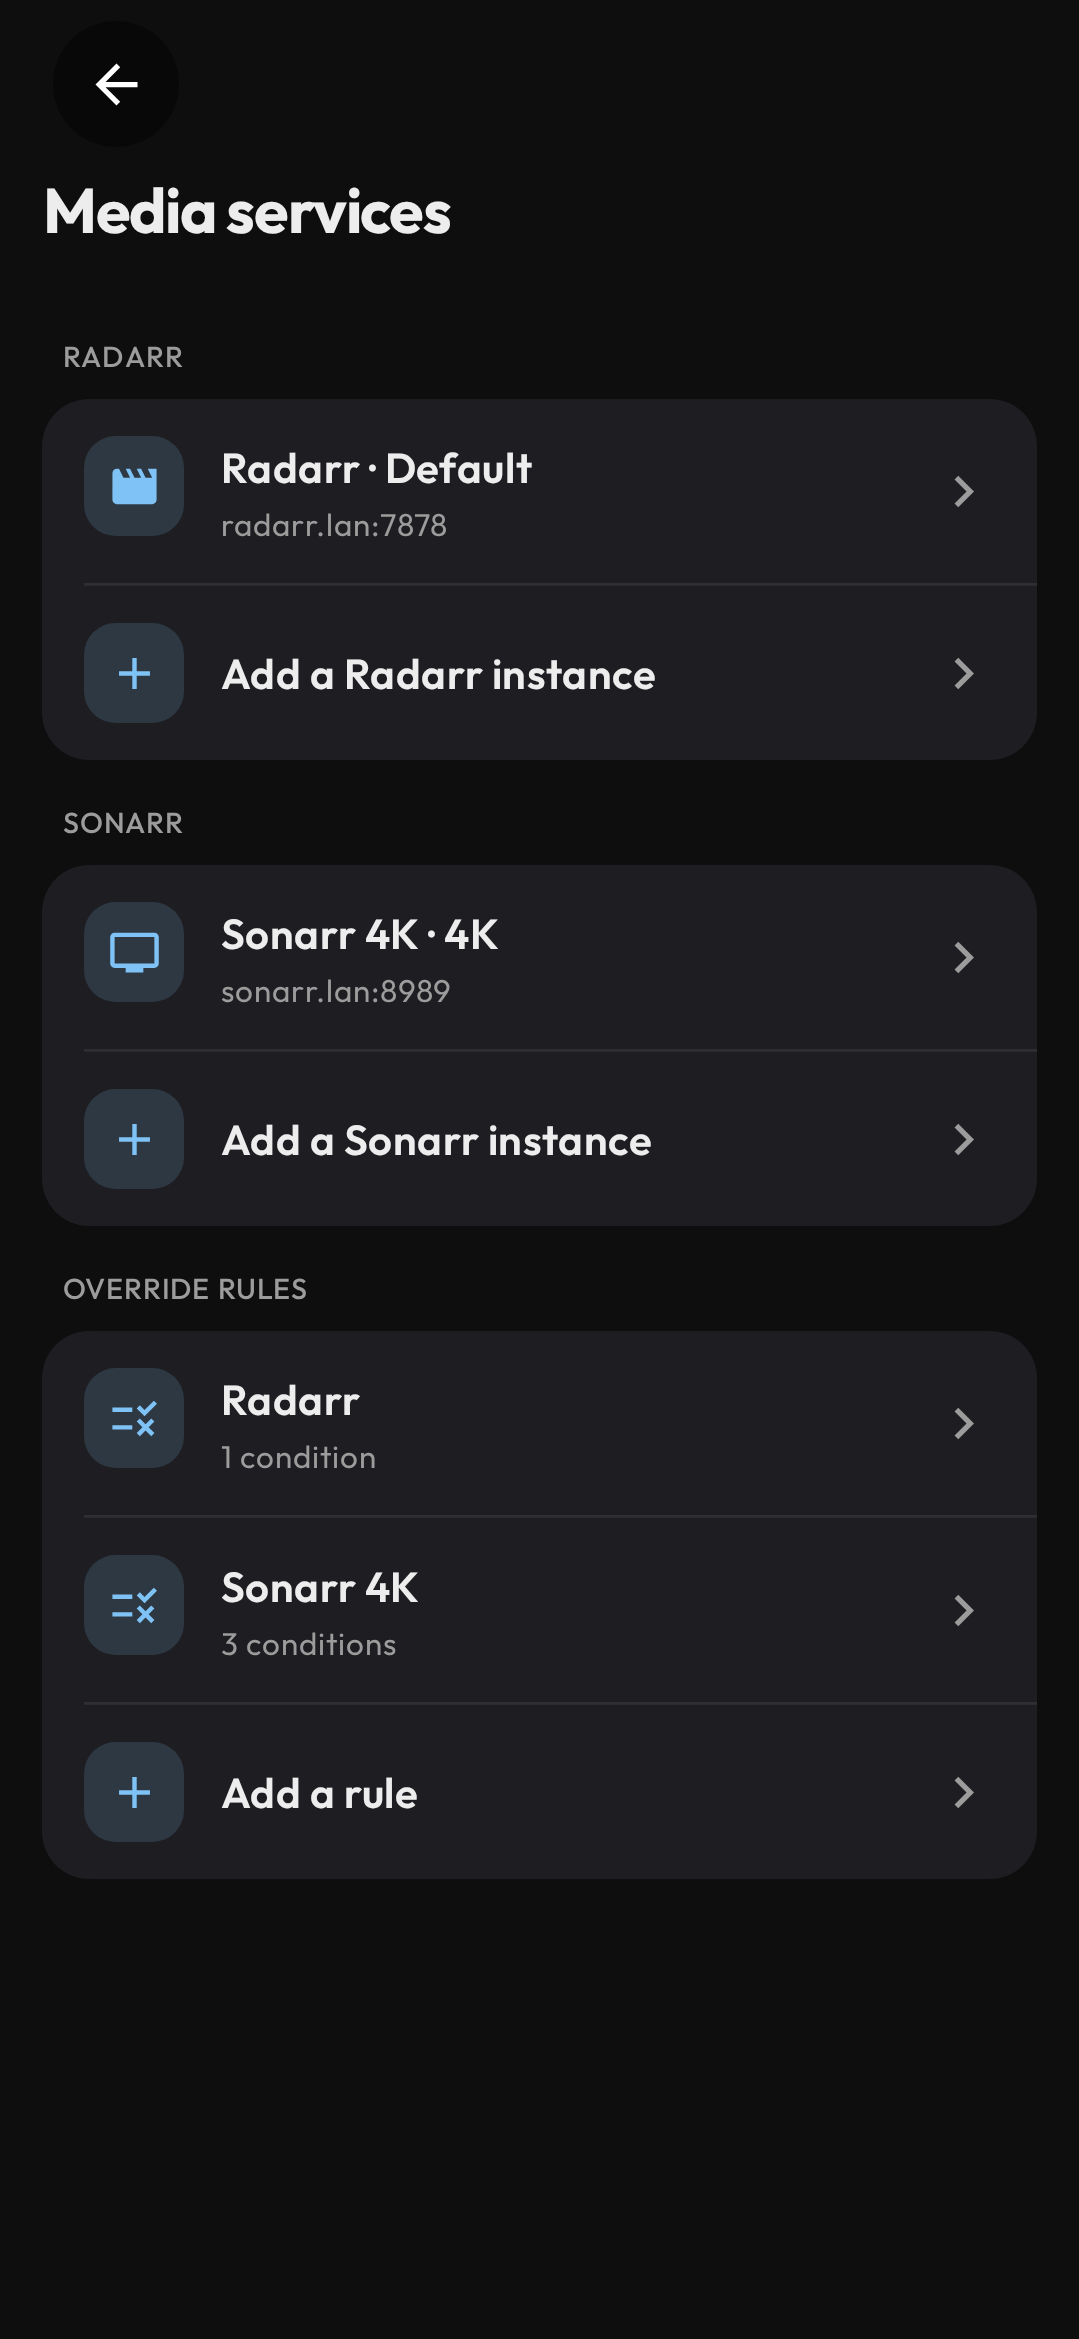 Media services
RADARR
Radarr · Default
radarr.lan:7878
Add a Radarr instance
SONARR
Sonarr 4K · 4K
sonarr.lan:8989
Add a Sonarr instance
OVERRIDE RULES
Radarr
1 condition
Sonarr 4K
3 conditions
Add a rule